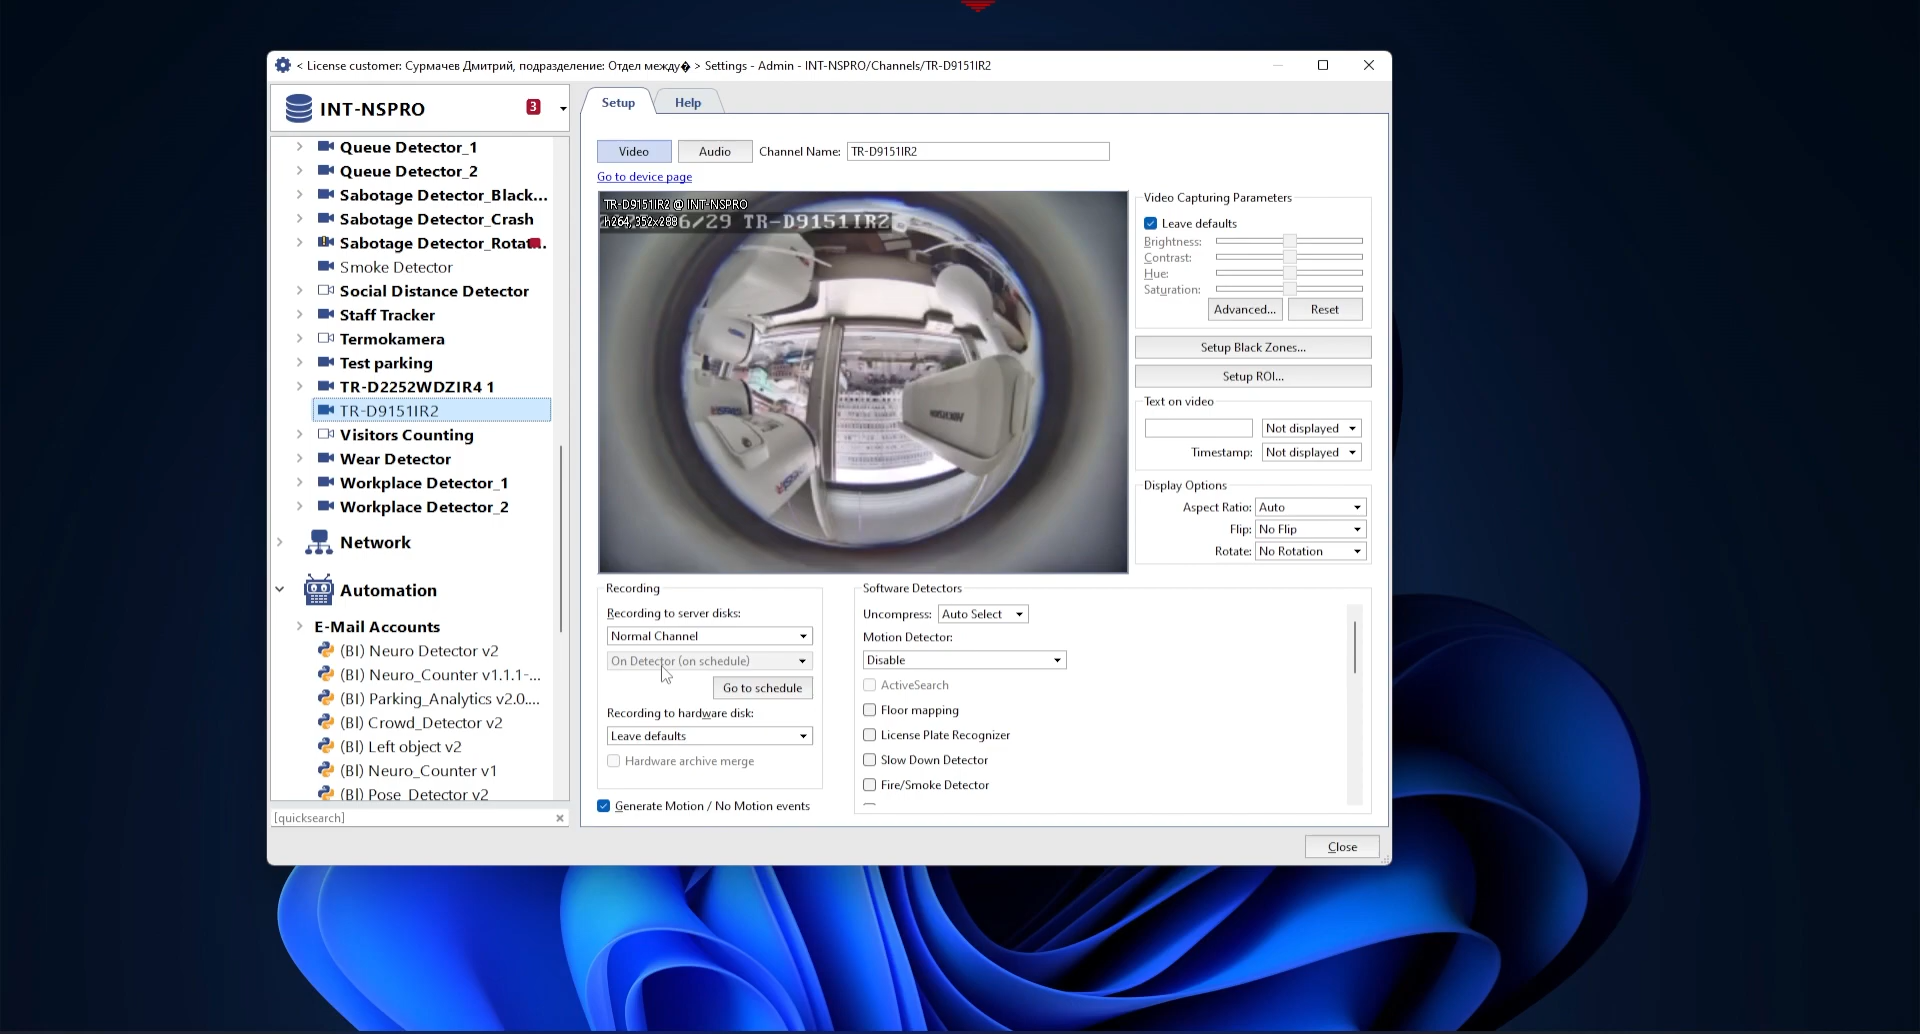 < License customer: Сурмачев Дмитрий, подразделение: Отдел между� > Settings - Admin - INT-NSPRO/Channels/TR-D9151IR2
INT-NSPRO
3
Queue Detector_1
Queue Detector_2
Sabotage Detector_Black...
Sabotage Detector_Crash
Sabotage Detector_Rotat...
Smoke Detector
Social Distance Detector
Staff Tracker
Termokamera
Test parking
TR-D2252WDZIR4 1
TR-D9151IR2
Visitors Counting
Wear Detector
Workplace Detector_1
Workplace Detector_2
Network
Automation
E-Mail Accounts
(BI) Neuro Detector v2
(BI) Neuro_Counter v1.1.1-...
(BI) Parking_Analytics v2.0....
(BI) Crowd_Detector v2
(BI) Left object v2
(BI) Neuro_Counter v1
(BI) Pose_Detector v2
[quicksearch]
Setup
Help
Video
Audio
Channel Name:
TR-D9151IR2
Go to device page
TR-D9151IR2 @ INT-NSPRO
h264, 352x288
6/29 TR-D9151IR2
HIKVISION
Video Capturing Parameters
Leave defaults
Brightness:
Contrast:
Hue:
Saturation:
Advanced...
Reset
Setup Black Zones...
Setup ROI...
Text on video
Not displayed
Timestamp:
Not displayed
Display Options
Aspect Ratio:
Auto
Flip:
No Flip
Rotate:
No Rotation
Recording
Recording to server disks:
Normal Channel
On Detector (on schedule)
Go to schedule
Recording to hardware disk:
Leave defaults
Hardware archive merge
Generate Motion / No Motion events
Software Detectors
Uncompress:
Auto Select
Motion Detector:
Disable
ActiveSearch
Floor mapping
License Plate Recognizer
Slow Down Detector
Fire/Smoke Detector
Close